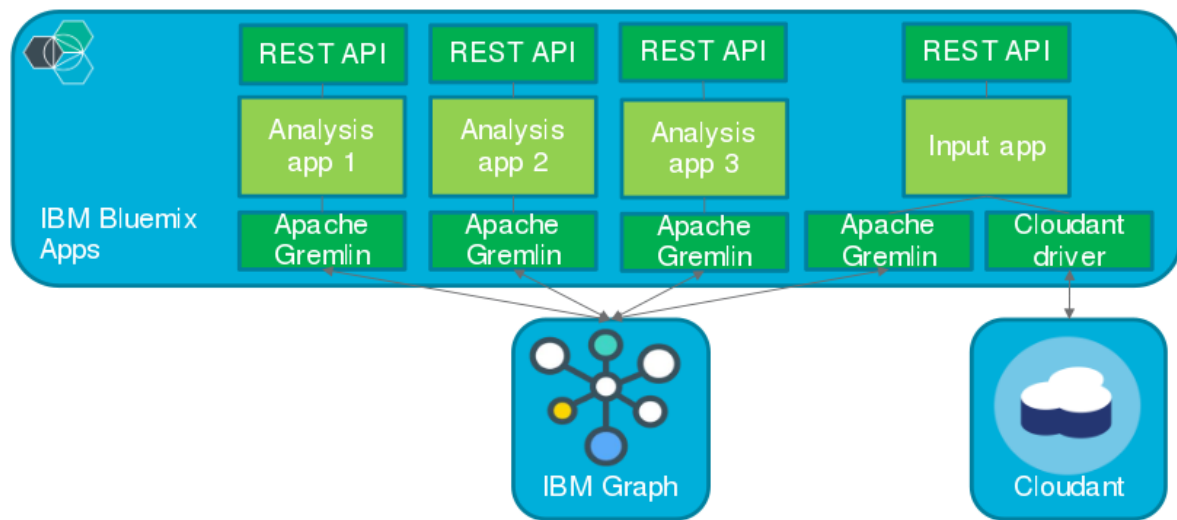 REST API
REST API
REST API
REST API
Analysis
app 1
Analysis
app 2
Analysis
app 3
Input app
IBM Bluemix
Apps
Apache
Gremlin
Apache
Gremlin
Apache
Gremlin
Apache
Gremlin
Cloudant
driver
IBM Graph
Cloudant